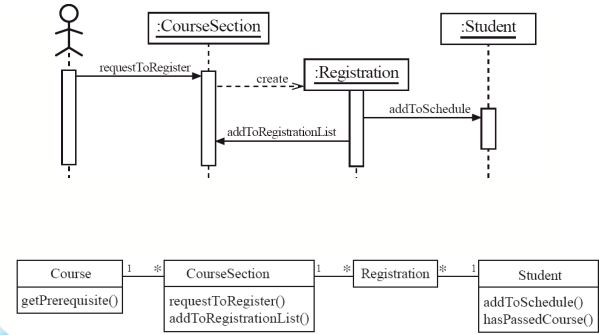 :CourseSection
:Student
requestToRegister
create
:Registration
addToSchedule
addToRegistrationList
Course
1
*
CourseSection
1
*
Registration
*
1
Student
getPrerequisite()
requestToRegister()
addToRegistrationList()
addToSchedule()
hasPassedCourse()